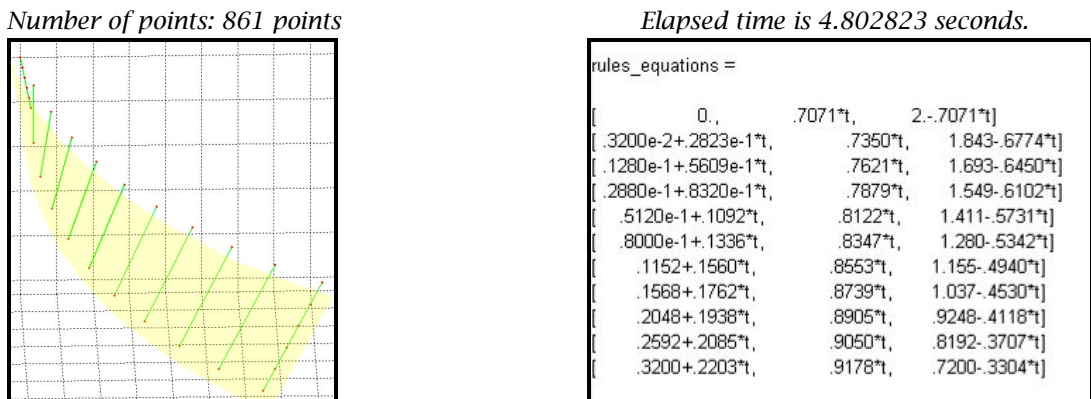 Number of points: 861 points
Elapsed time is 4.802823 seconds.
rules_equations =
[ 0., .7071*t, 2.-.7071*t]
[ .3200e-2+.2823e-1*t, .7350*t, 1.843-.6774*t]
[ .1280e-1+.5609e-1*t, .7621*t, 1.693-.6450*t]
[ .2880e-1+.8320e-1*t, .7879*t, 1.549-.6102*t]
[ .5120e-1+.1092*t, .8122*t, 1.411-.5731*t]
[ .8000e-1+.1336*t, .8347*t, 1.280-.5342*t]
[ .1152+.1560*t, .8553*t, 1.155-.4940*t]
[ .1568+.1762*t, .8739*t, 1.037-.4530*t]
[ .2048+.1938*t, .8905*t, .9248-.4118*t]
[ .2592+.2085*t, .9050*t, .8192-.3707*t]
[ .3200+.2203*t, .9178*t, .7200-.3304*t]